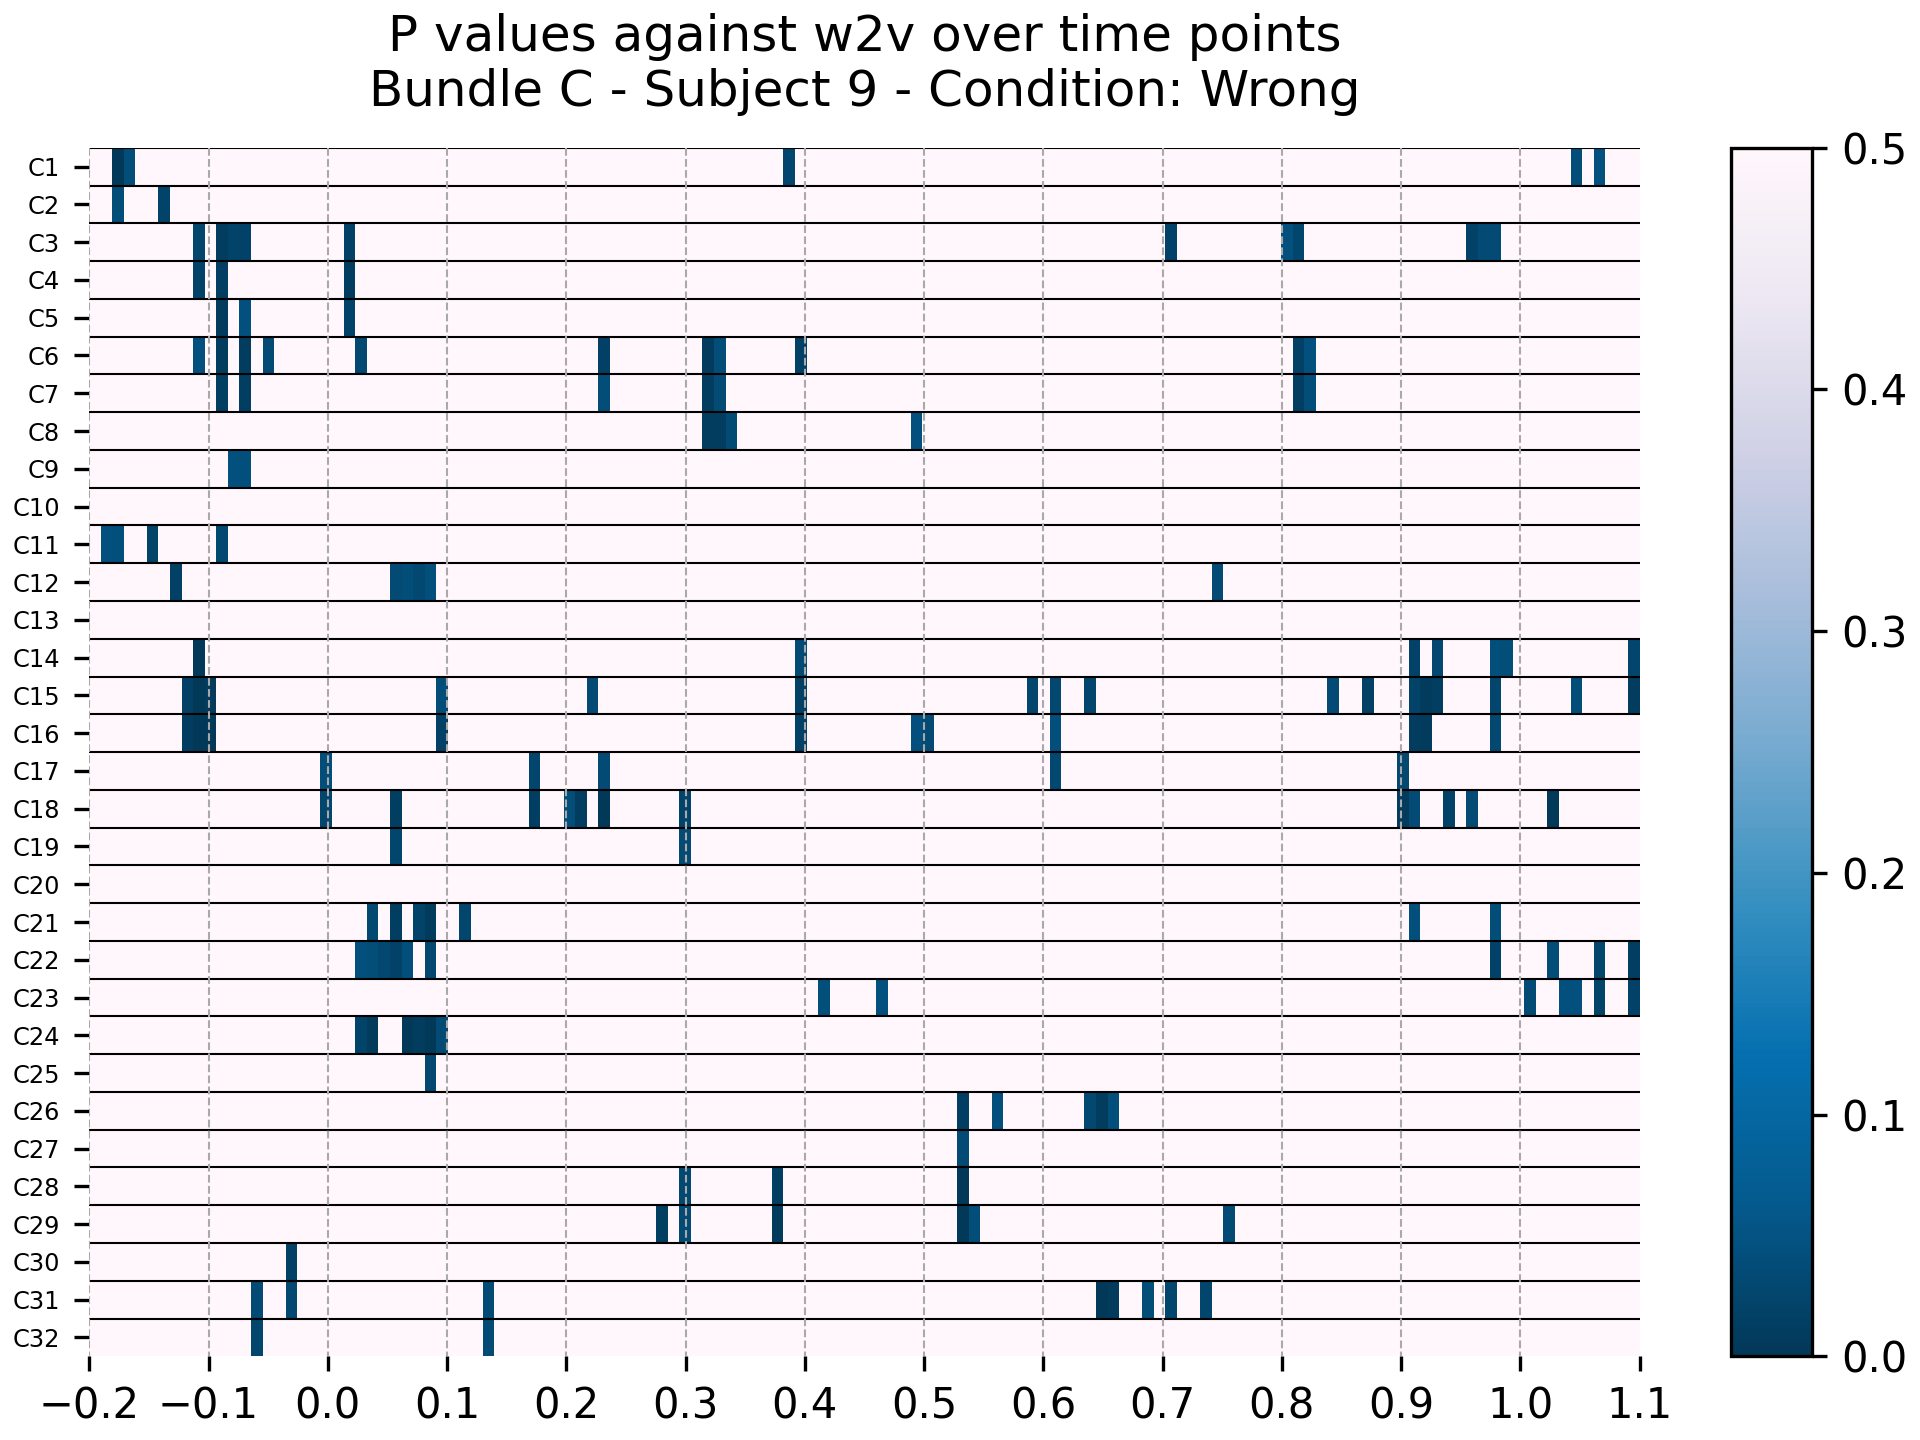 P values against w2v over time points
Bundle C - Subject 9 - Condition: Wrong
C1
C2
C3
C4
C5
C6
C7
C8
C9
C10
C11
C12
C13
C14
C15
C16
C17
C18
C19
C20
C21
C22
C23
C24
C25
C26
C27
C28
C29
C30
C31
C32
−0.2 −0.1 0.0 0.1 0.2 0.3 0.4 0.5 0.6 0.7 0.8 0.9 1.0 1.1
0.5
0.4
0.3
0.2
0.1
0.0